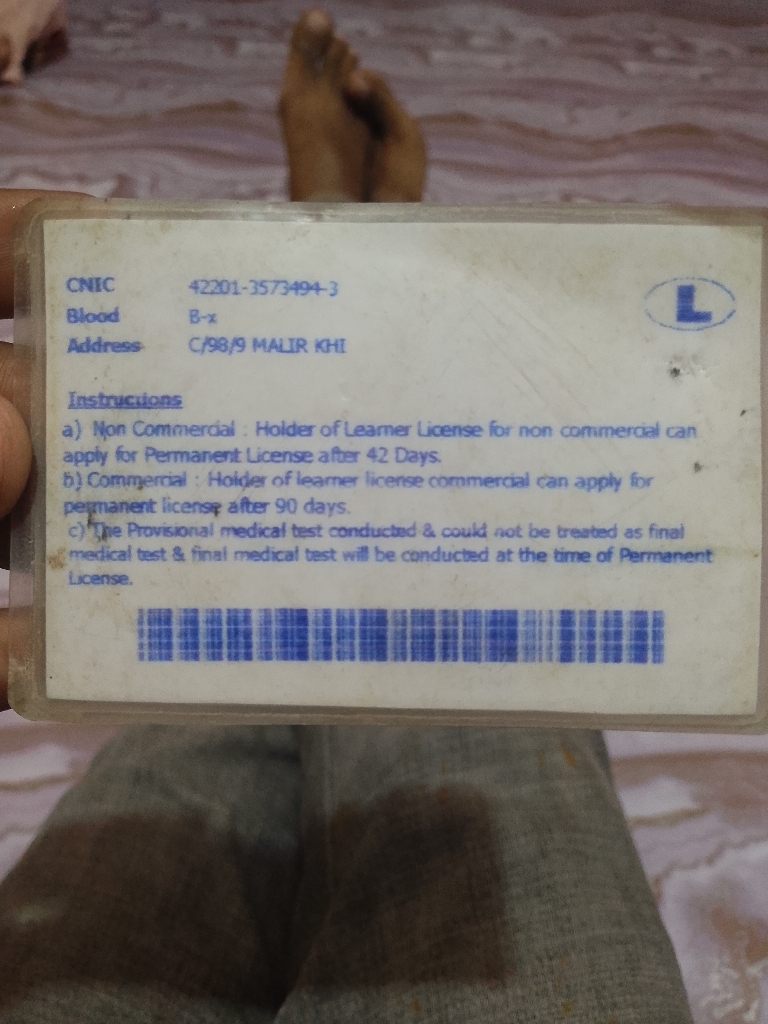 CNIC 42201-3573494-3
Blood B-x
Address C/98/9 MALIR KHI
L
Instructions
a) Non Commercial : Holder of Learner License for non commercial can
apply for Permanent License after 42 Days.
b) Commercial : Holder of learner license commercial can apply for
permanent license after 90 days.
c) The Provisional medical test conducted & could not be treated as final
medical test & final medical test will be conducted at the time of Permanent
License.